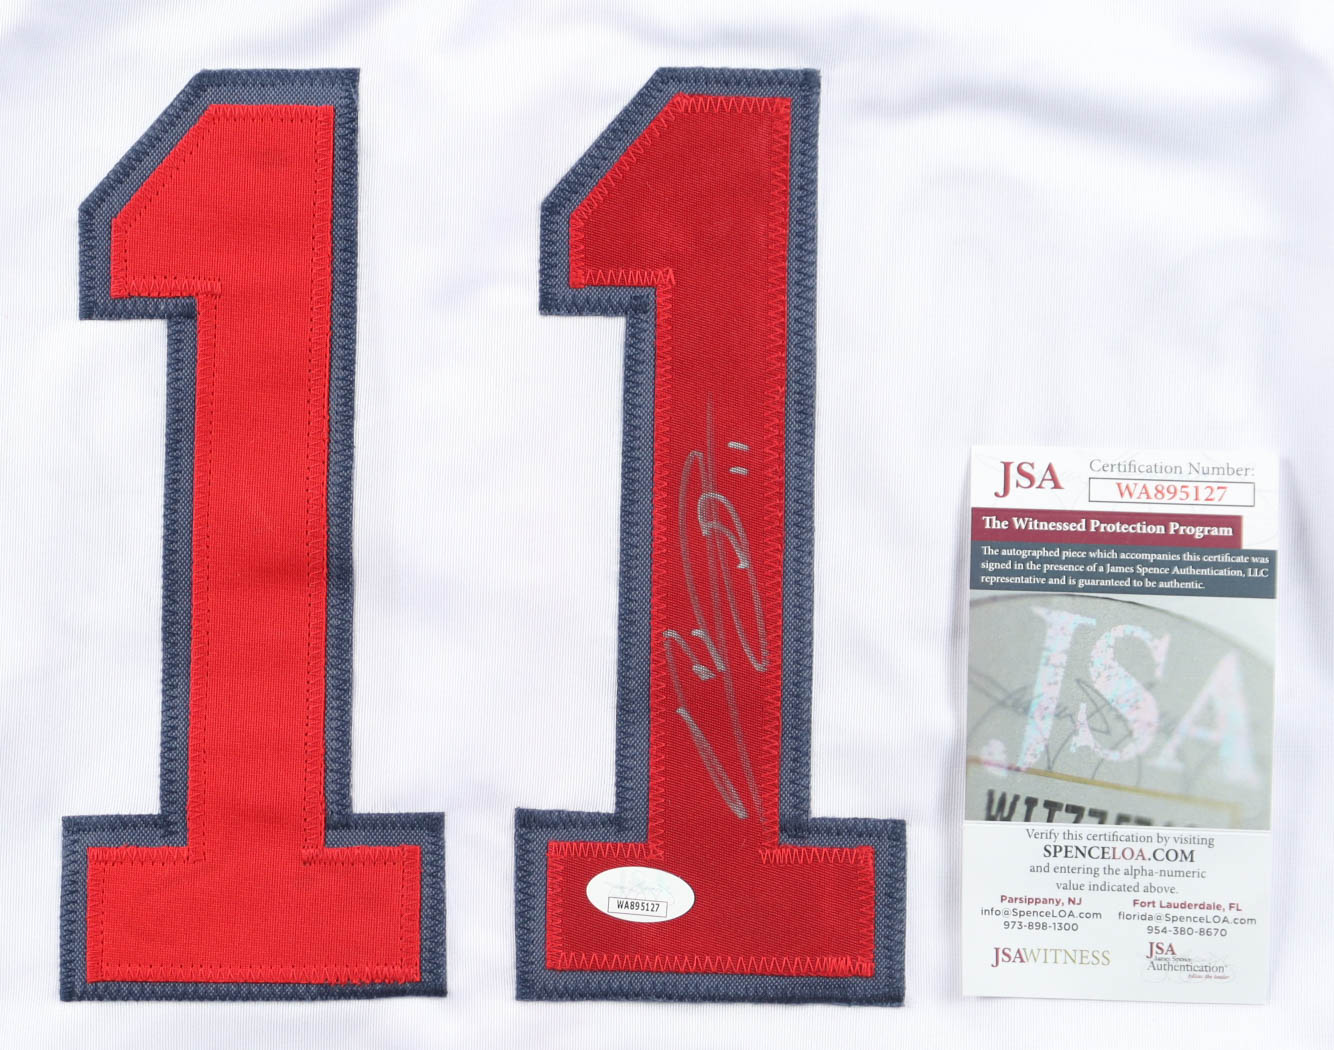 11
11
JSA
Certification Number:
WA895127
The Witnessed Protection Program
The autographed piece which accompanies this certificate was
signed in the presence of a James Spence Authentication, LLC
representative and is guaranteed to be authentic.
JSA
Verify this certification by visiting
SPENCELOA.COM
and entering the alpha-numeric
value indicated above.
Parsippany, NJ
info@SpenceLOA.com
973-898-1300
Fort Lauderdale, FL
florida@SpenceLOA.com
954-380-8670
JSAWITNESS
JSA
James Spence
Authentication
WA895127